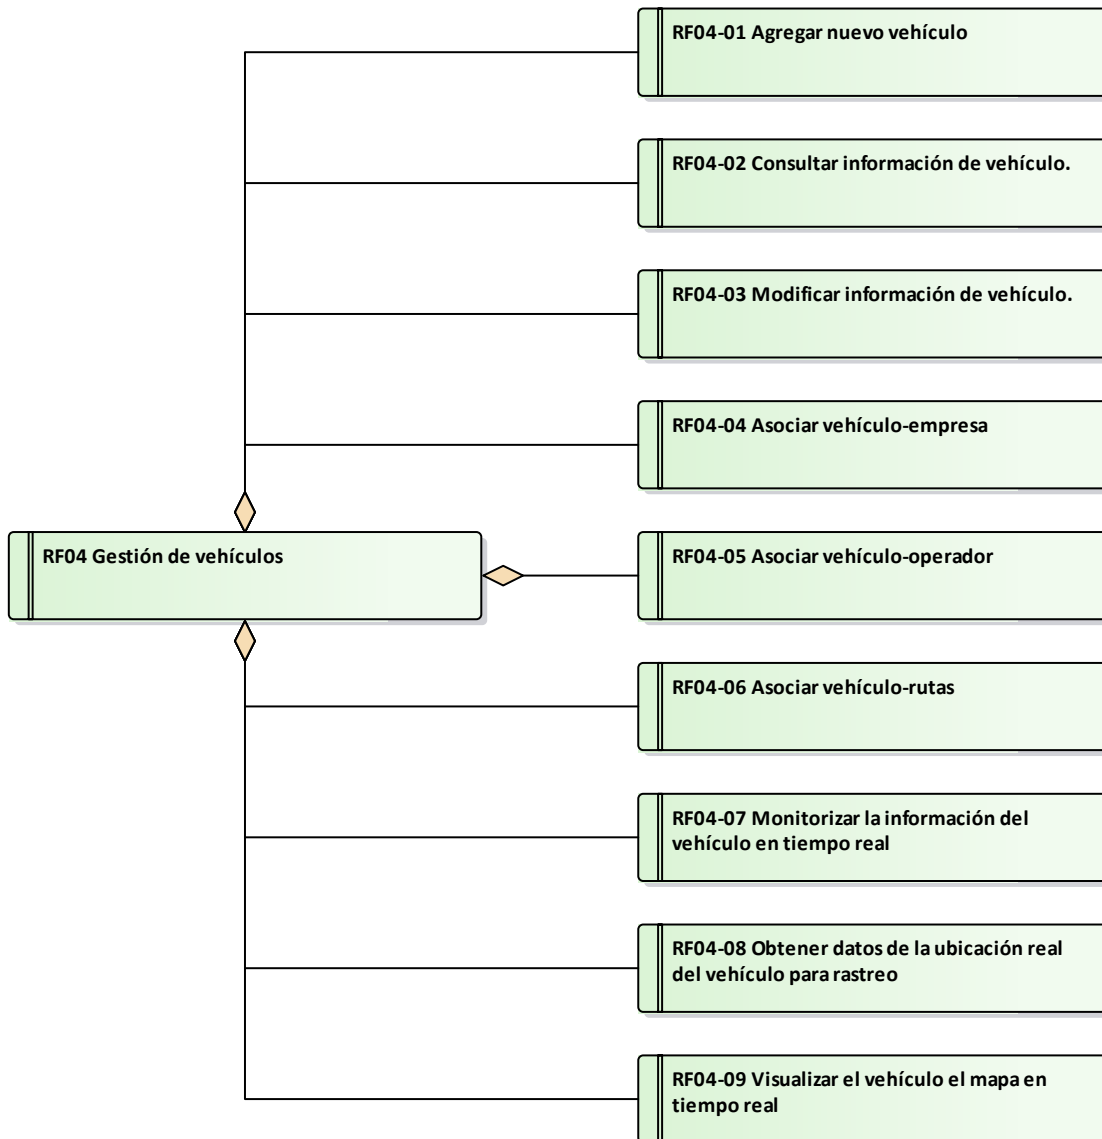 RF04-01 Agregar nuevo vehículo
RF04-02 Consultar información de vehículo.
RF04-03 Modificar información de vehículo.
RF04-04 Asociar vehículo-empresa
RF04 Gestión de vehículos
RF04-05 Asociar vehículo-operador
RF04-06 Asociar vehículo-rutas
RF04-07 Monitorizar la información del
vehículo en tiempo real
RF04-08 Obtener datos de la ubicación real
del vehículo para rastreo
RF04-09 Visualizar el vehículo el mapa en
tiempo real